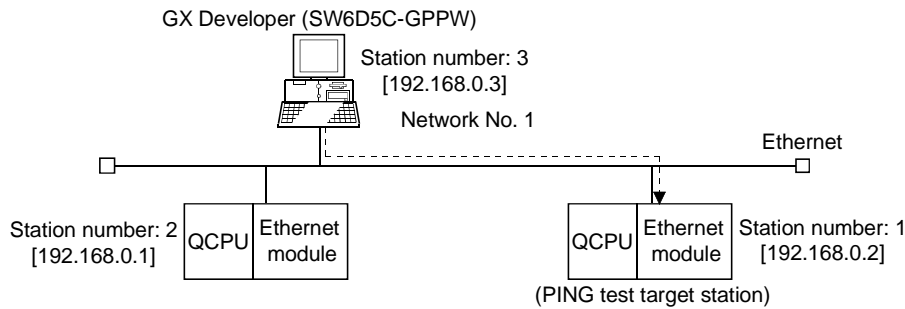 GX Developer (SW6D5C-GPPW)
Station number: 3
[192.168.0.3]
Network No. 1
Ethernet
Station number: 2
[192.168.0.1]
QCPU
Ethernet
module
QCPU
Ethernet
module
Station number: 1
[192.168.0.2]
(PING test target station)